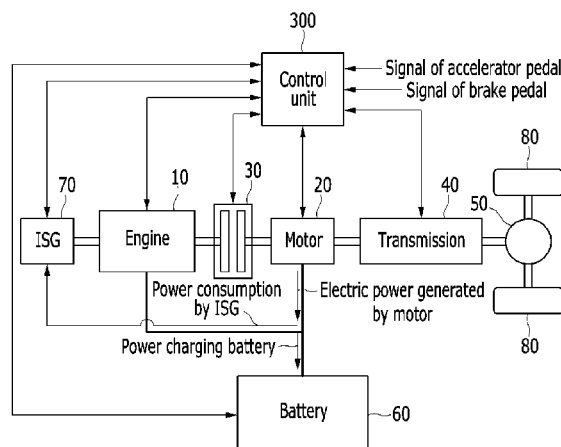 300
Control
unit
Signal of accelerator pedal
Signal of brake pedal
80
70
10
30
20
40
50
ISG
Engine
Motor
Transmission
Power consumption
by ISG
Electric power generated
by motor
Power charging battery
80
Battery
60